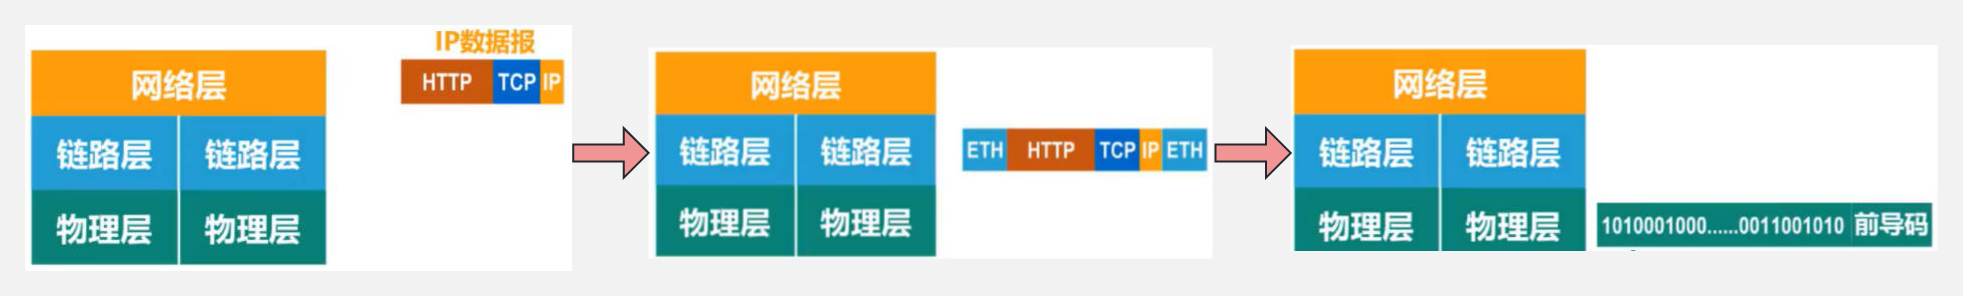 IP数据报
网络层
HTTP TCP IP
链路层 链路层
物理层 物理层
网络层
链路层 链路层
ETH HTTP TCP IP ETH
物理层 物理层
网络层
链路层 链路层
物理层 物理层
1010001000......0011001010 前导码